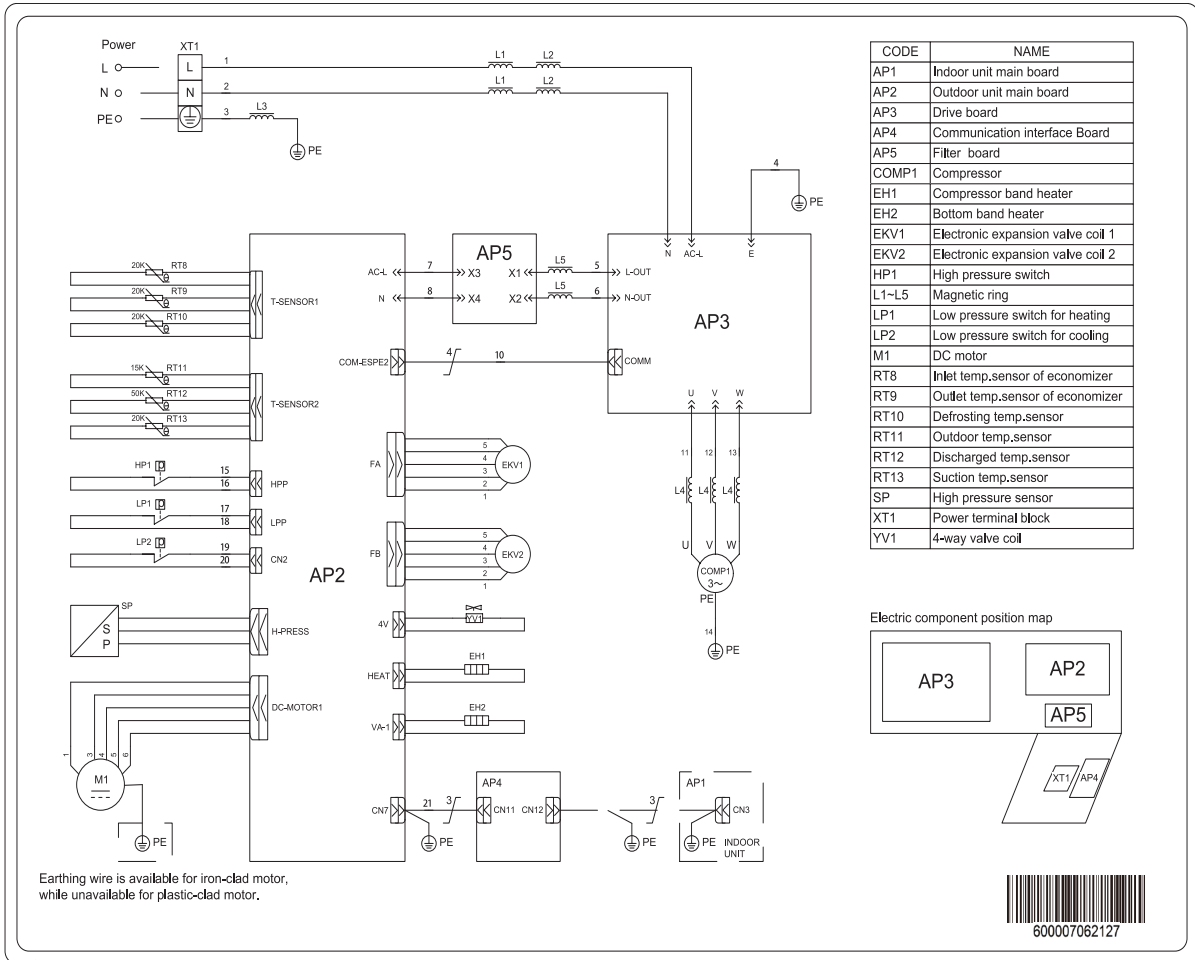 Power
XT1
L
L
1
L1
L2
N
N
2
L1
L2
PE
3
L3
PE
4
PE
N
AC-L
E
AP5
AC-L
7
X3
X1
L5
5
L-OUT
N
8
X4
X2
L5
6
N-OUT
AP3
COM-ESPE2
4
10
COMM
U
V
W
11
12
13
L4
L4
L4
U
V
W
COMP1
3~
PE
14
PE
20K
RT8
20K
RT9
T-SENSOR1
20K
RT10
15K
RT11
50K
RT12
T-SENSOR2
20K
RT13
HP1
P
15
16
HPP
LP1
P
17
18
LPP
LP2
P
19
20
CN2
AP2
SP
S
P
H-PRESS
DC-MOTOR1
1
3
4
5
6
M1
PE
FA
5
4
3
2
1
EKV1
FB
5
4
3
2
1
EKV2
4V
YV1
HEAT
EH1
VA-1
EH2
CN7
21
3
PE
AP4
CN11
CN12
PE
3
AP1
CN3
PE
INDOOR
UNIT
Earthing wire is available for iron-clad motor,
while unavailable for plastic-clad motor.
CODE NAME
AP1 Indoor unit main board
AP2 Outdoor unit main board
AP3 Drive board
AP4 Communication interface Board
AP5 Filter board
COMP1 Compressor
EH1 Compressor band heater
EH2 Bottom band heater
EKV1 Electronic expansion valve coil 1
EKV2 Electronic expansion valve coil 2
HP1 High pressure switch
L1~L5 Magnetic ring
LP1 Low pressure switch for heating
LP2 Low pressure switch for cooling
M1 DC motor
RT8 Inlet temp.sensor of economizer
RT9 Outlet temp.sensor of economizer
RT10 Defrosting temp.sensor
RT11 Outdoor temp.sensor
RT12 Discharged temp.sensor
RT13 Suction temp.sensor
SP High pressure sensor
XT1 Power terminal block
YV1 4-way valve coil
Electric component position map
AP3
AP2
AP5
XT1
AP4
600007062127